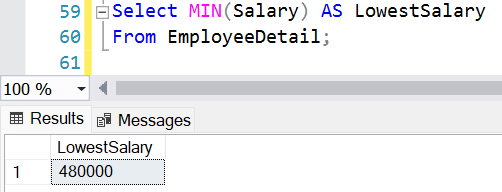 59 Select MIN(Salary) AS LowestSalary
60 From EmployeeDetail;
61
100 %
Results Messages
LowestSalary
1 480000